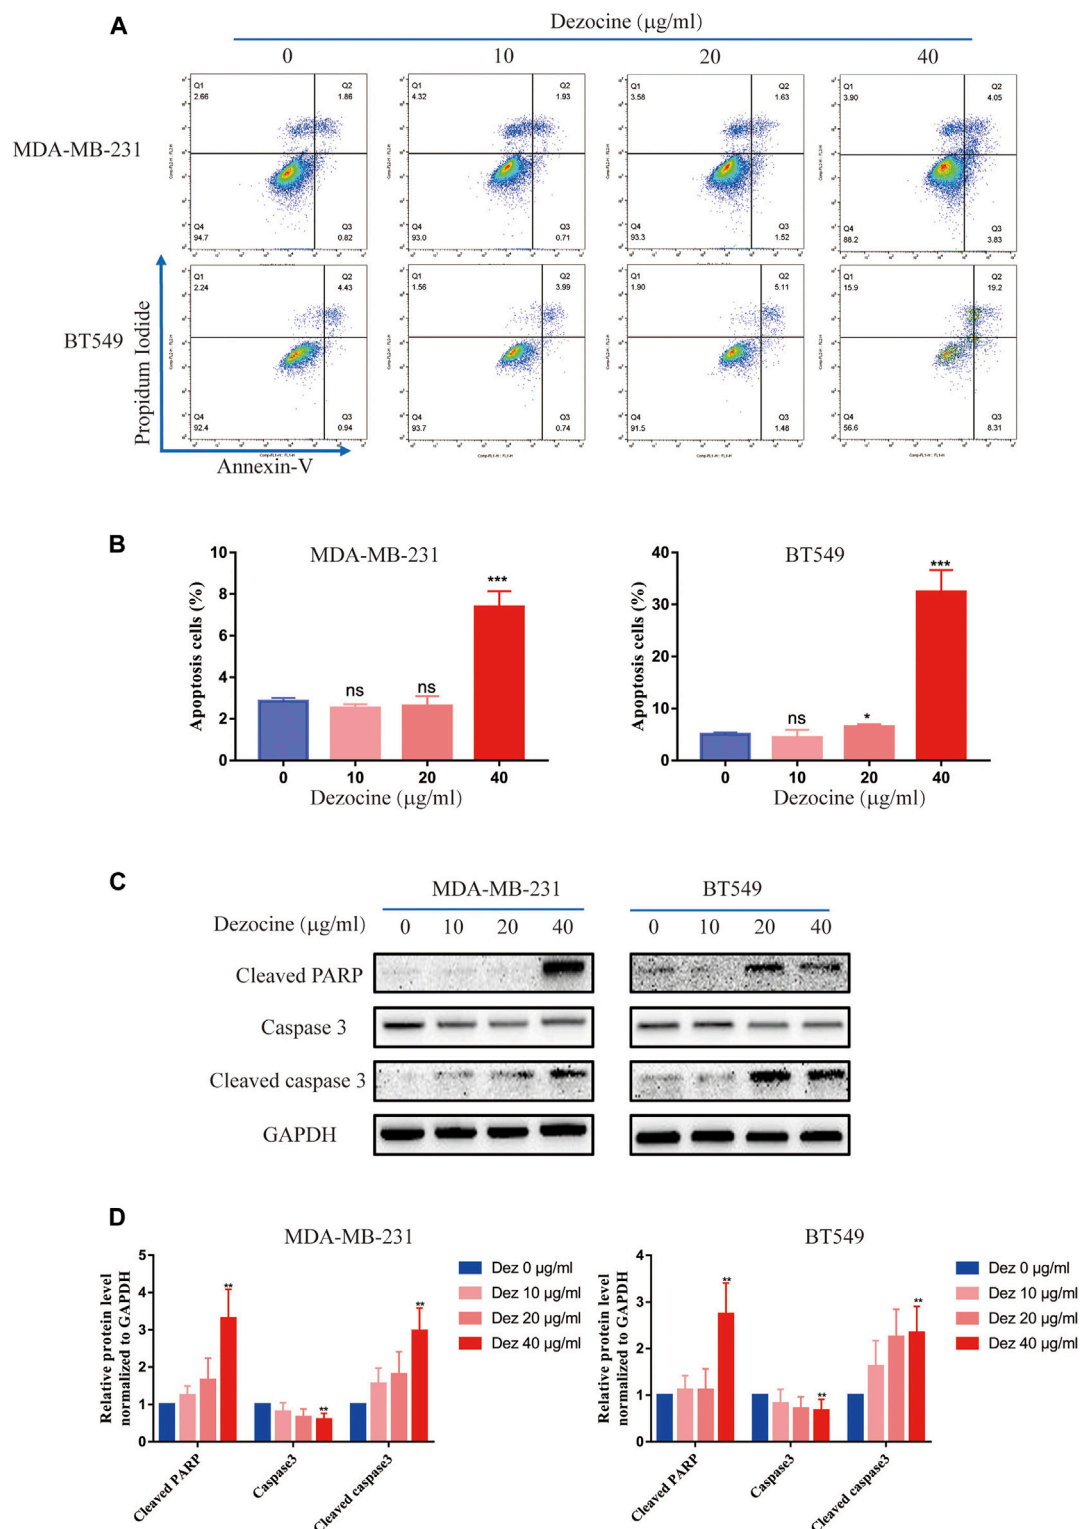 A
Dezocine (μg/ml)
0 10 20 40
MDA-MB-231
Q1 2.66 Q2 1.86 Q4 94.7 Q3 0.82
Q1 4.32 Q2 1.93 Q4 93.0 Q3 0.71
Q1 3.58 Q2 1.63 Q4 93.3 Q3 1.52
Q1 3.90 Q2 4.05 Q4 88.2 Q3 3.83
BT549
Q1 2.24 Q2 4.43 Q4 92.4 Q3 0.94
Q1 1.56 Q2 3.99 Q4 93.7 Q3 0.74
Q1 1.90 Q2 5.11 Q4 91.5 Q3 1.48
Q1 15.9 Q2 19.2 Q4 56.6 Q3 8.31
Propidum Iodide
Annexin-V
B
MDA-MB-231
Apoptosis cells (%)
10
8
6
4
2
0
ns ns ***
0 10 20 40
Dezocine (μg/ml)
BT549
Apoptosis cells (%)
40
30
20
10
0
ns * ***
0 10 20 40
Dezocine (μg/ml)
C
MDA-MB-231 BT549
Dezocine (μg/ml) 0 10 20 40 0 10 20 40
Cleaved PARP
Caspase 3
Cleaved caspase 3
GAPDH
D
MDA-MB-231
Relative protein level
normalized to GAPDH
5
4
3
2
1
0
** ** **
Cleaved PARP
Caspase3
Cleaved caspase3
Dez 0 μg/ml
Dez 10 μg/ml
Dez 20 μg/ml
Dez 40 μg/ml
BT549
Relative protein level
normalized to GAPDH
4
3
2
1
0
** ** **
Cleaved PARP
Caspase3
Cleaved caspase3
Dez 0 μg/ml
Dez 10 μg/ml
Dez 20 μg/ml
Dez 40 μg/ml